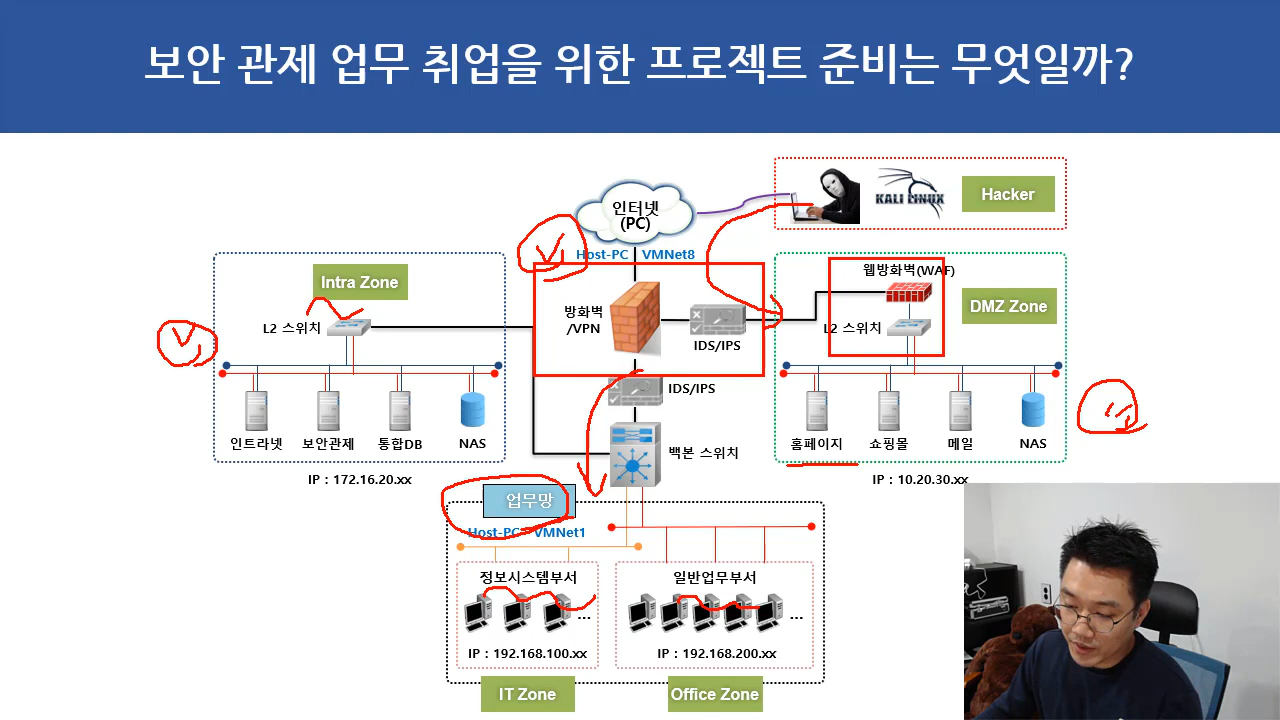 보안 관제 업무 취업을 위한 프로젝트 준비는 무엇일까?
인터넷
(PC)
KALI LINUX
Hacker
Host-PC
VMNet8
Intra Zone
L2 스위치
방화벽
/VPN
IDS/IPS
웹방화벽(WAF)
DMZ Zone
L2 스위치
IDS/IPS
인트라넷
보안관제
통합DB
NAS
백본 스위치
홈페이지
쇼핑몰
메일
NAS
IP : 172.16.20.xx
IP : 10.20.30.xx
업무망
Host-PC
VMNet1
정보시스템부서
일반업무부서
...
...
IP : 192.168.100.xx
IP : 192.168.200.xx
IT Zone
Office Zone